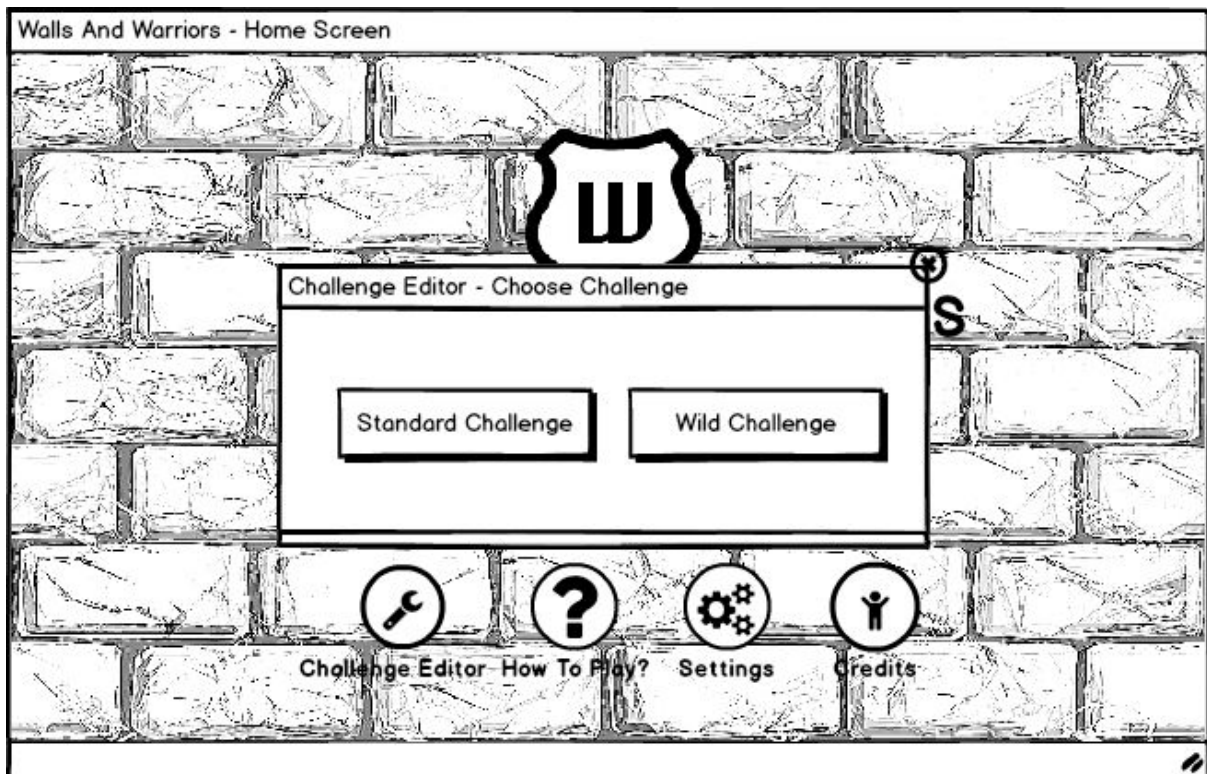 Walls And Warriors - Home Screen
W
Challenge Editor - Choose Challenge
S
Standard Challenge
Wild Challenge
?
Challenge Editor
How To Play?
Settings
Credits